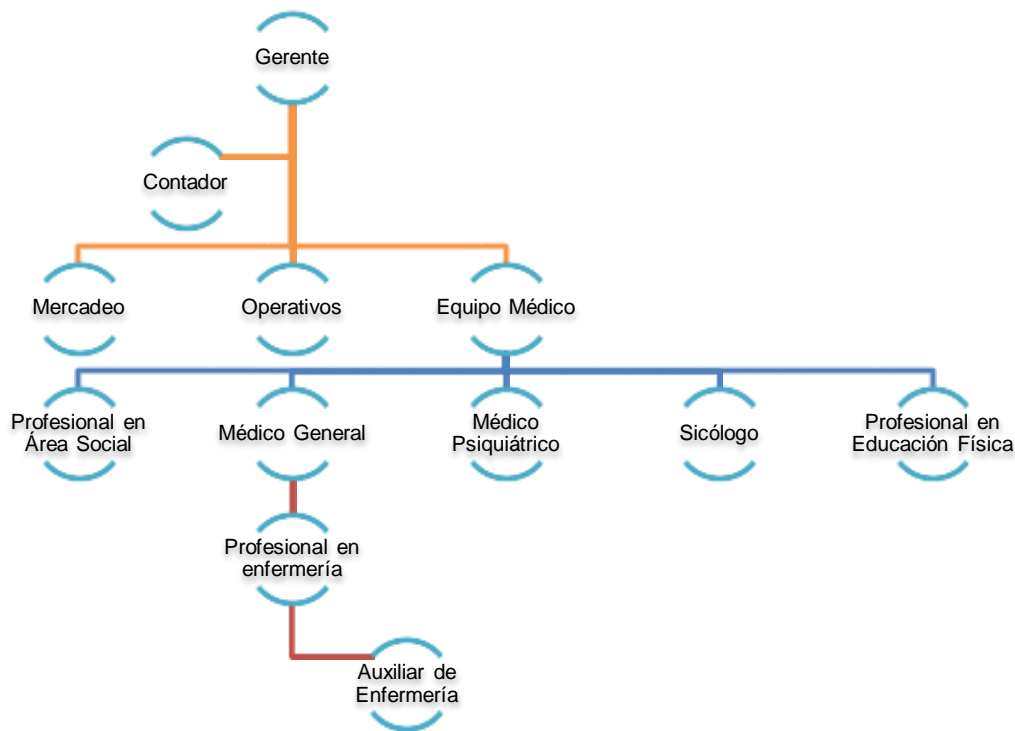 Gerente
Contador
Mercadeo
Operativos
Equipo Médico
Profesional en
Área Social
Médico General
Médico
Psiquiátrico
Sicólogo
Profesional en
Educación Física
Profesional en
enfermería
Auxiliar de
Enfermería